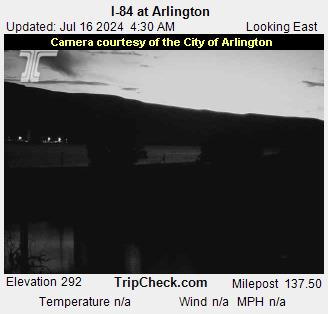 I-84 at Arlington
Updated: Jul 16 2024 4:30 AM Looking East
Camera courtesy of the City of Arlington
Elevation 292 TripCheck.com Milepost 137.50
Temperature n/a Wind n/a MPH n/a